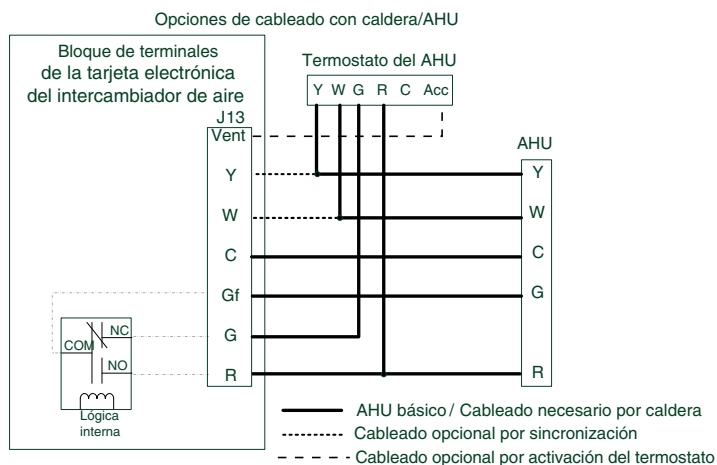 Opciones de cableado con caldera/AHU
Bloque de terminales
de la tarjeta electrónica
del intercambiador de aire
Termostato del AHU
Y W G R C Acc
J13
Vent
Y
W
C
Gf
G
R
AHU
Y
W
C
G
R
NC
COM
NO
Lógica
interna
AHU básico / Cableado necesario por caldera
Cableado opcional por sincronización
Cableado opcional por activación del termostato